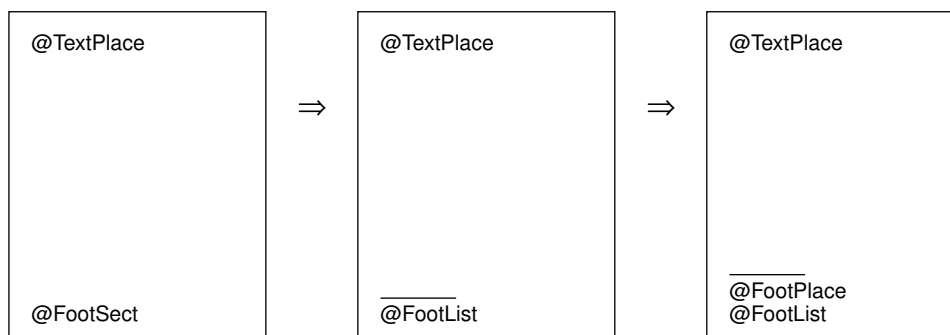 @TextPlace
@FootSect
⇒
@TextPlace
@FootList
⇒
@TextPlace
@FootPlace
@FootList